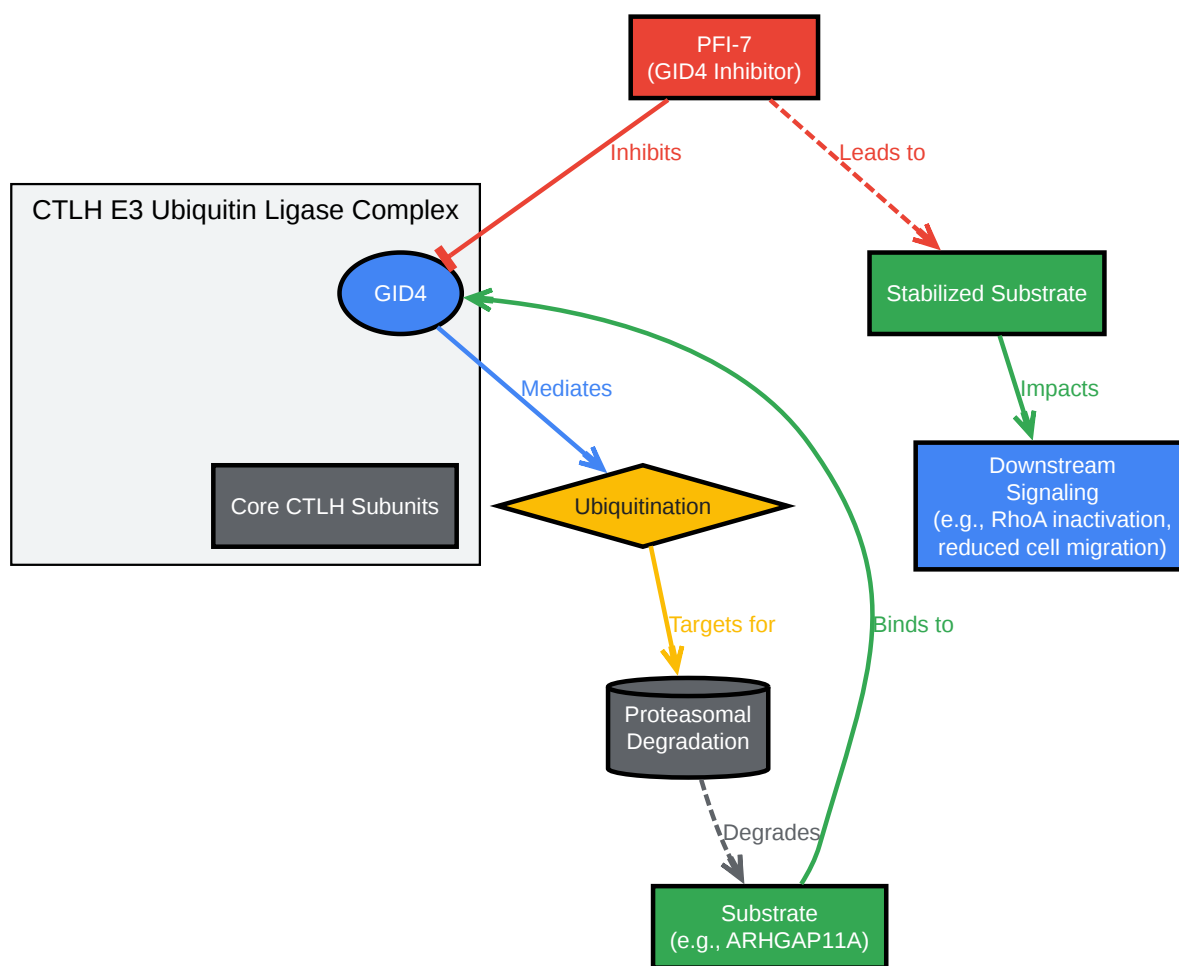 PFI-7
(GID4 Inhibitor)
Inhibits
Leads to
CTLH E3 Ubiquitin Ligase Complex
GID4
Stabilized Substrate
Mediates
Impacts
Core CTLH Subunits
Ubiquitination
Downstream
Signaling
(e.g., RhoA inactivation,
reduced cell migration)
Targets for
Binds to
Proteasomal
Degradation
Degrades
Substrate
(e.g., ARHGAP11A)